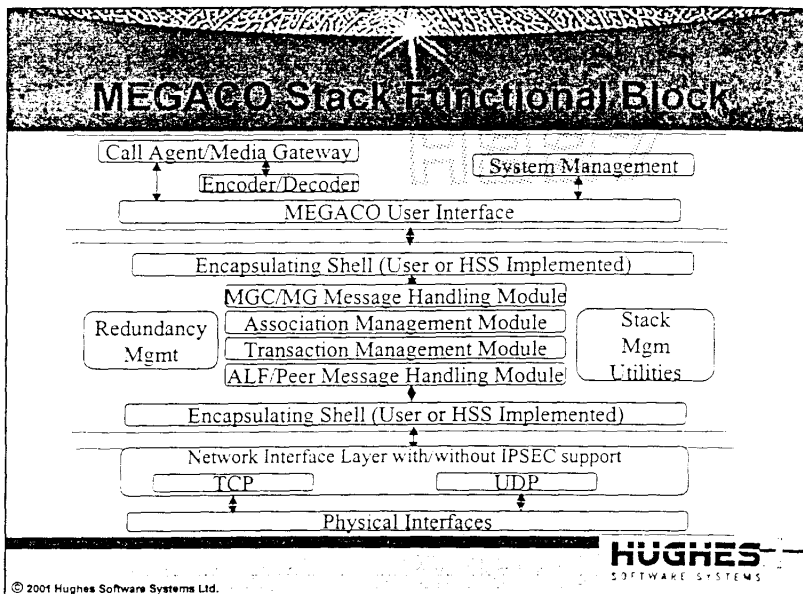 MEGACO Stack Functional Block
Call Agent/Media Gateway
System Management
Encoder/Decoder
MEGACO User Interface
Encapsulating Shell (User or HSS Implemented)
MGC/MG Message Handling Module
Redundancy
Mgmt
Association Management Module
Transaction Management Module
ALF/Peer Message Handling Module
Stack
Mgm
Utilities
Encapsulating Shell (User or HSS Implemented)
Network Interface Layer with/without IPSEC support
TCP
UDP
Physical Interfaces
HUGHES
SOFTWARE SYSTEMS
© 2001 Hughes Software Systems Ltd.